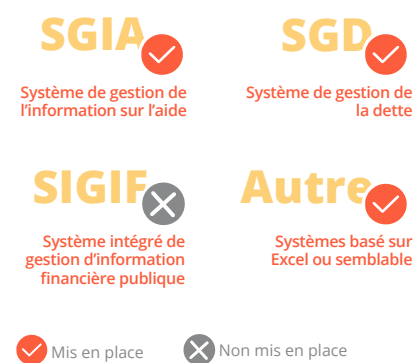 SGIA
Système de gestion de
l'information sur l'aide
SGD
Système de gestion de
la dette
SIGIF
Système intégré de
gestion d'information
financière publique
Autre
Systèmes basé sur
Excel ou semblable
Mis en place
Non mis en place